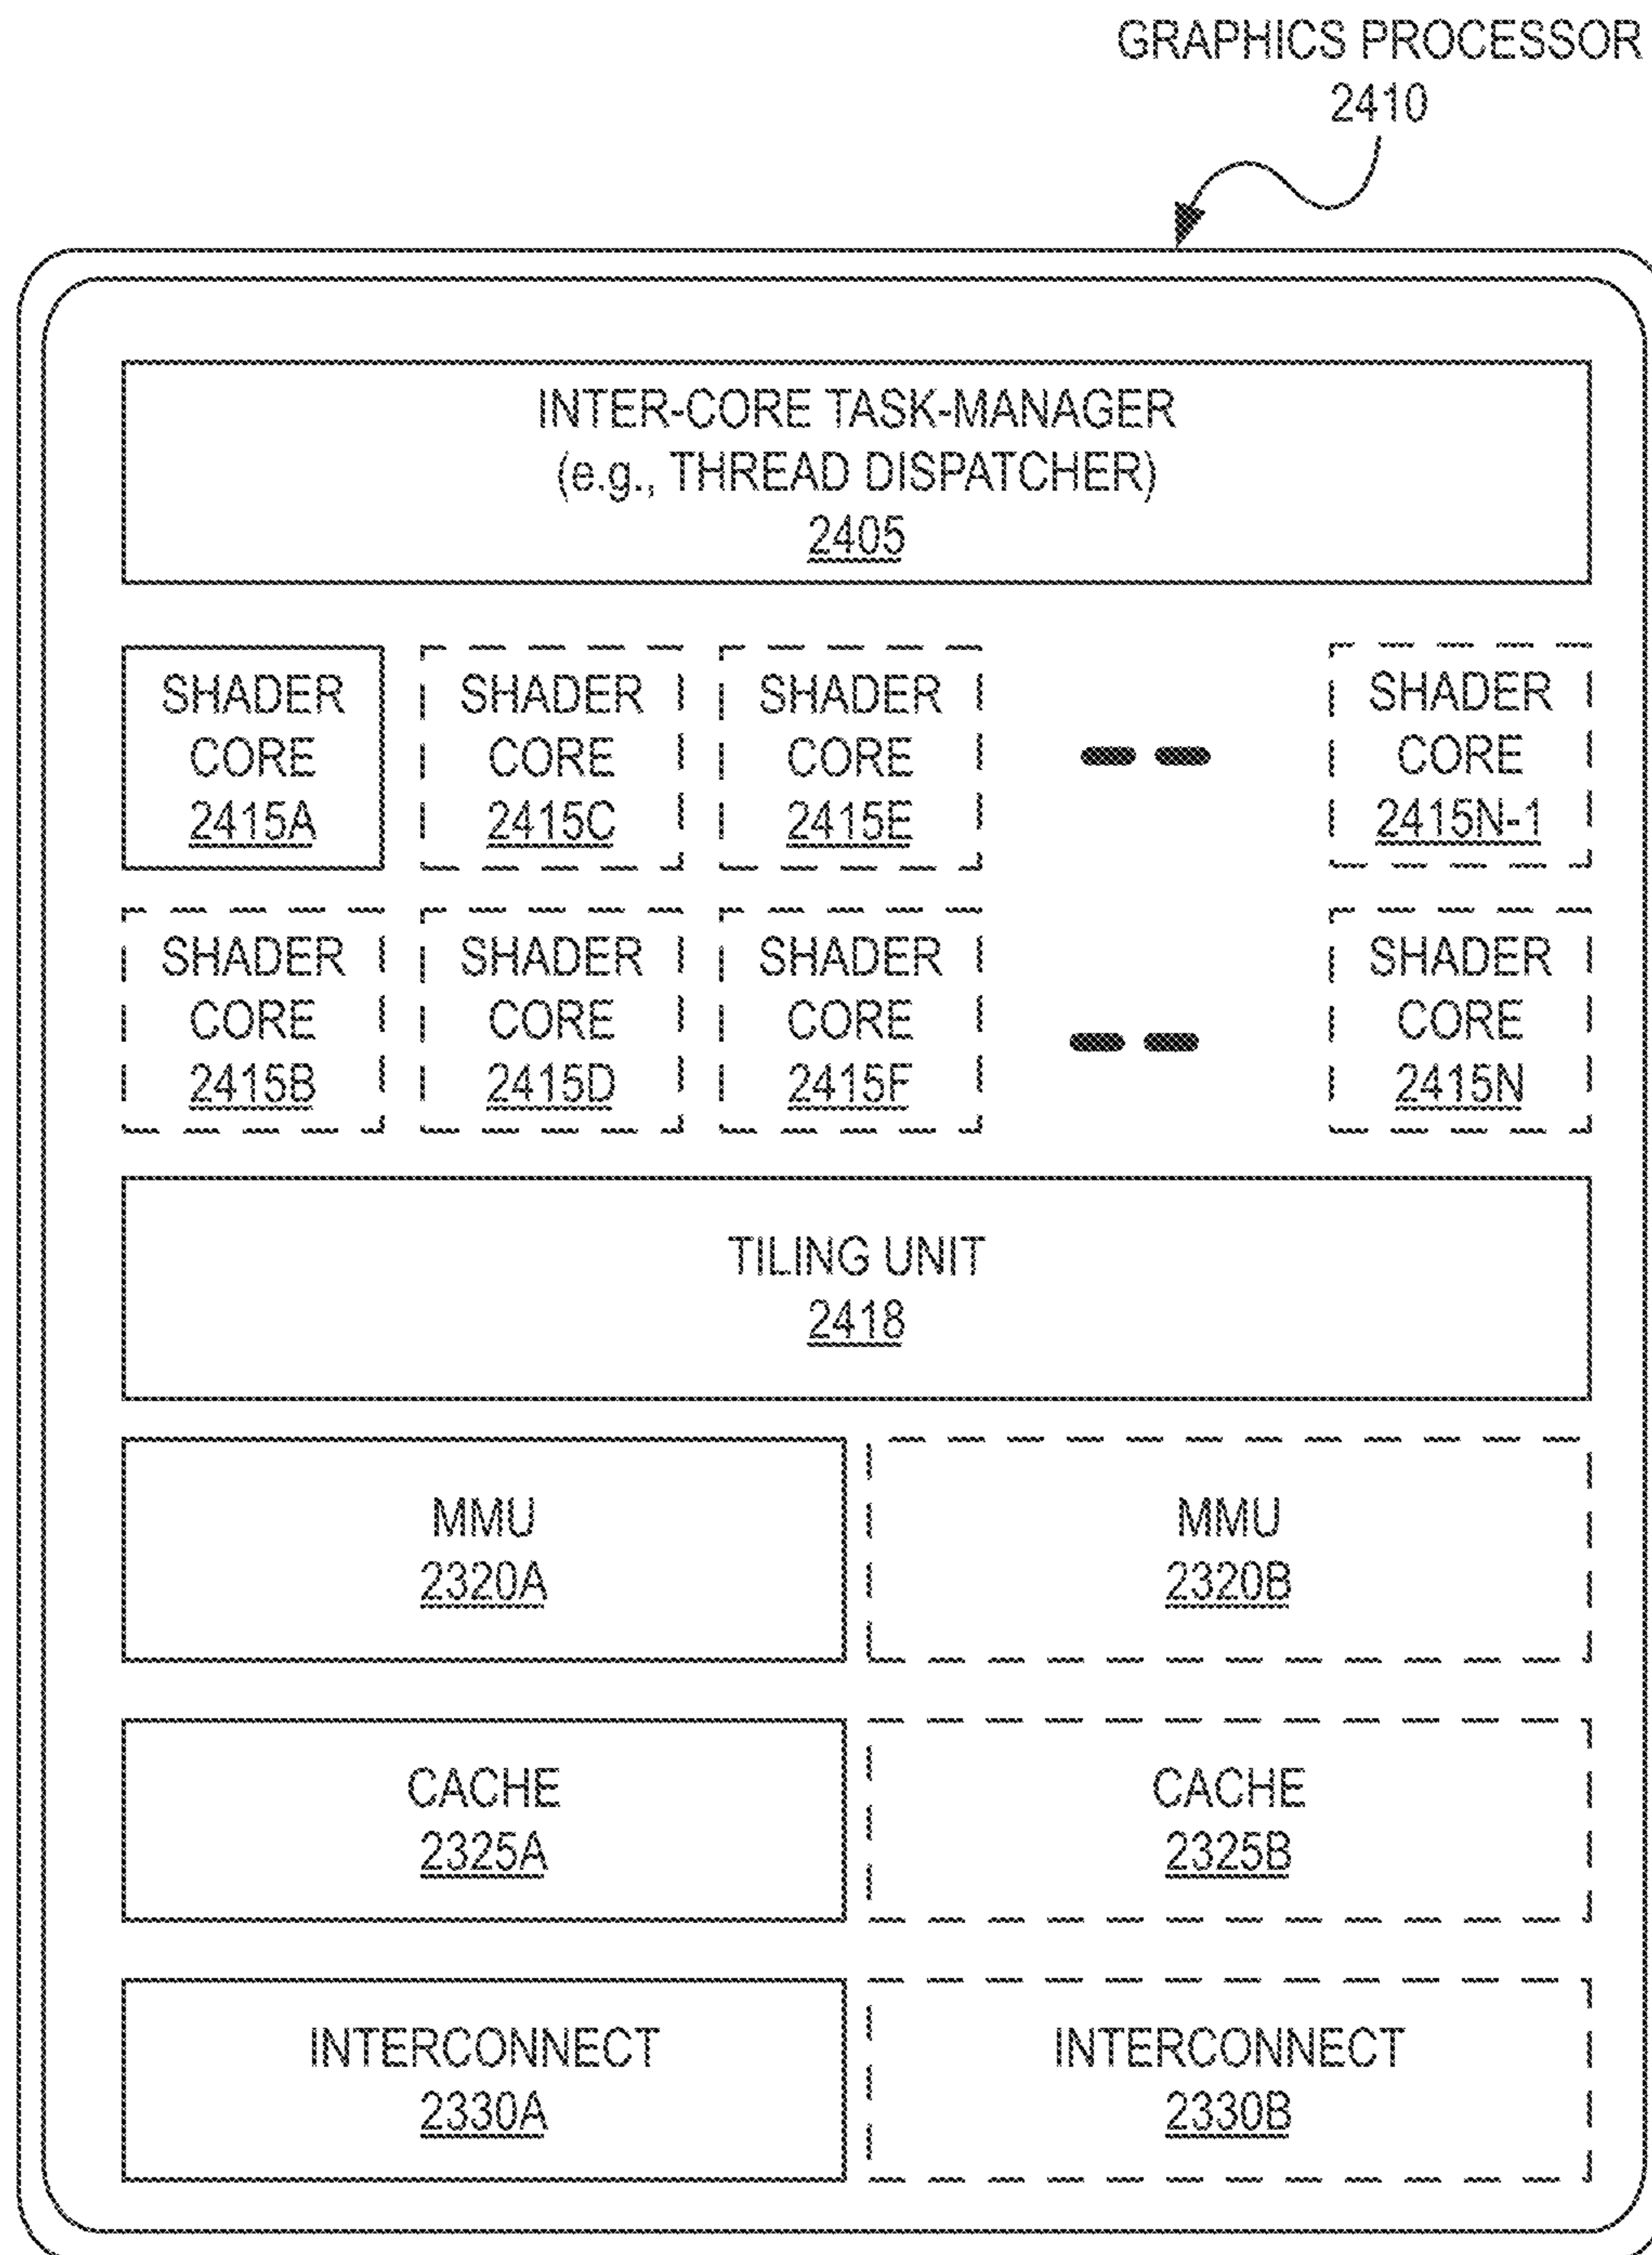 GRAPHICS PROCESSOR
2410
INTER-CORE TASK-MANAGER
(e.g., THREAD DISPATCHER)
2405
SHADER
CORE
2415A
SHADER
CORE
2415C
SHADER
CORE
2415E
SHADER
CORE
2415N-1
SHADER
CORE
2415B
SHADER
CORE
2415D
SHADER
CORE
2415F
SHADER
CORE
2415N
TILING UNIT
2418
MMU
2320A
MMU
2320B
CACHE
2325A
CACHE
2325B
INTERCONNECT
2330A
INTERCONNECT
2330B